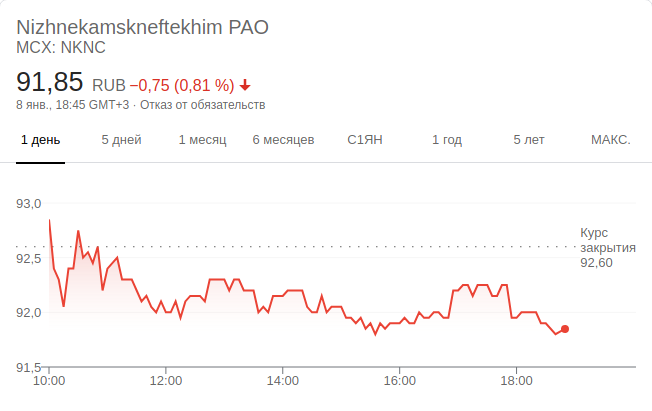 Nizhnekamskneftekhim PAO
MCX: NKNC
91,85 RUB −0,75 (0,81 %)
8 янв., 18:45 GMT+3 · Отказ от обязательств
1 день 5 дней 1 месяц 6 месяцев С1ЯН 1 год 5 лет МАКС.
93,0
Курс
закрытия
92,60
92,5
92,0
91,5
10:00 12:00 14:00 16:00 18:00